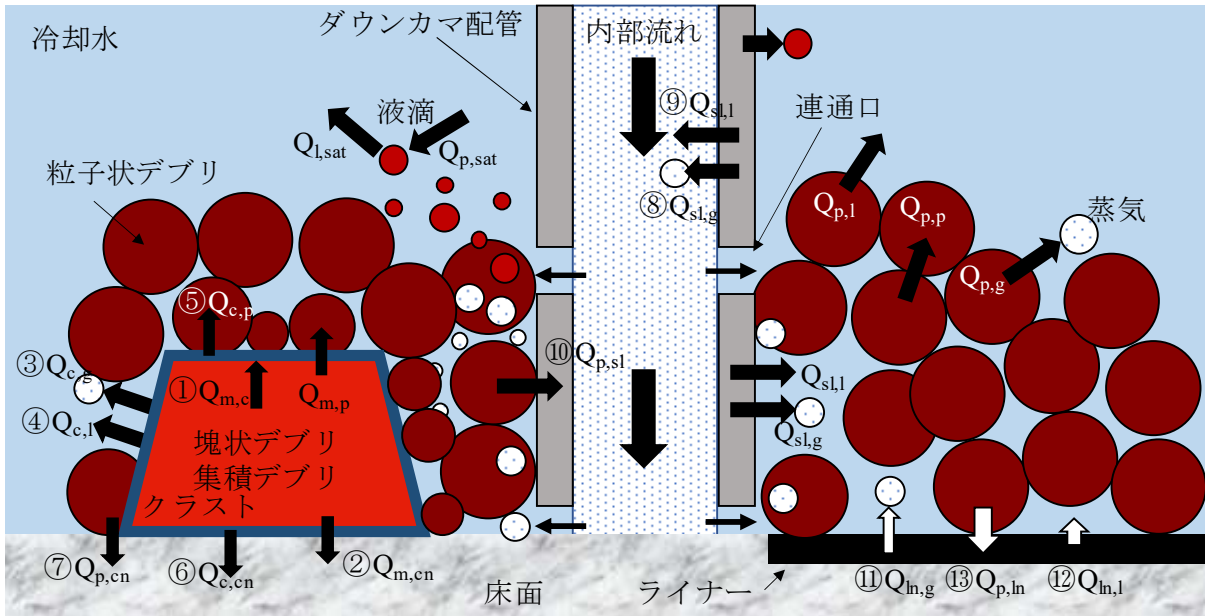 冷却水
ダウンカマ配管
内部流れ
液滴
⑨Qsl,l
連通口
Ql,sat
Qp,sat
粒子状デブリ
⑧Qsl,g
Qp,l
Qp,p
蒸気
Qp,g
⑤Qc,p
③Qc,g
①Qm,c
Qm,p
⑩Qp,sl
Qsl,l
④Qc,l
塊状デブリ
集積デブリ
Qsl,g
クラスト
⑦Qp,cn
⑥Qc,cn
②Qm,cn
床面
ライナー
⑪Qln,g
⑬Qp,ln
⑫Qln,l